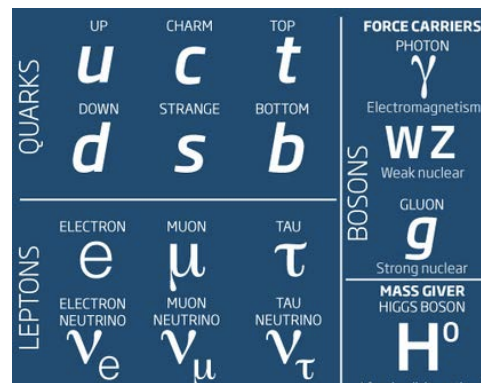 QUARKS
UP CHARM TOP
u c t
DOWN STRANGE BOTTOM
d s b
LEPTONS
ELECTRON MUON TAU
e μ τ
ELECTRON NEUTRINO MUON NEUTRINO TAU NEUTRINO
νe νμ ντ
BOSONS
FORCE CARRIERS
PHOTON
γ
Electromagnetism
W Z
Weak nuclear
GLUON
g
Strong nuclear
MASS GIVER
HIGGS BOSON
H⁰